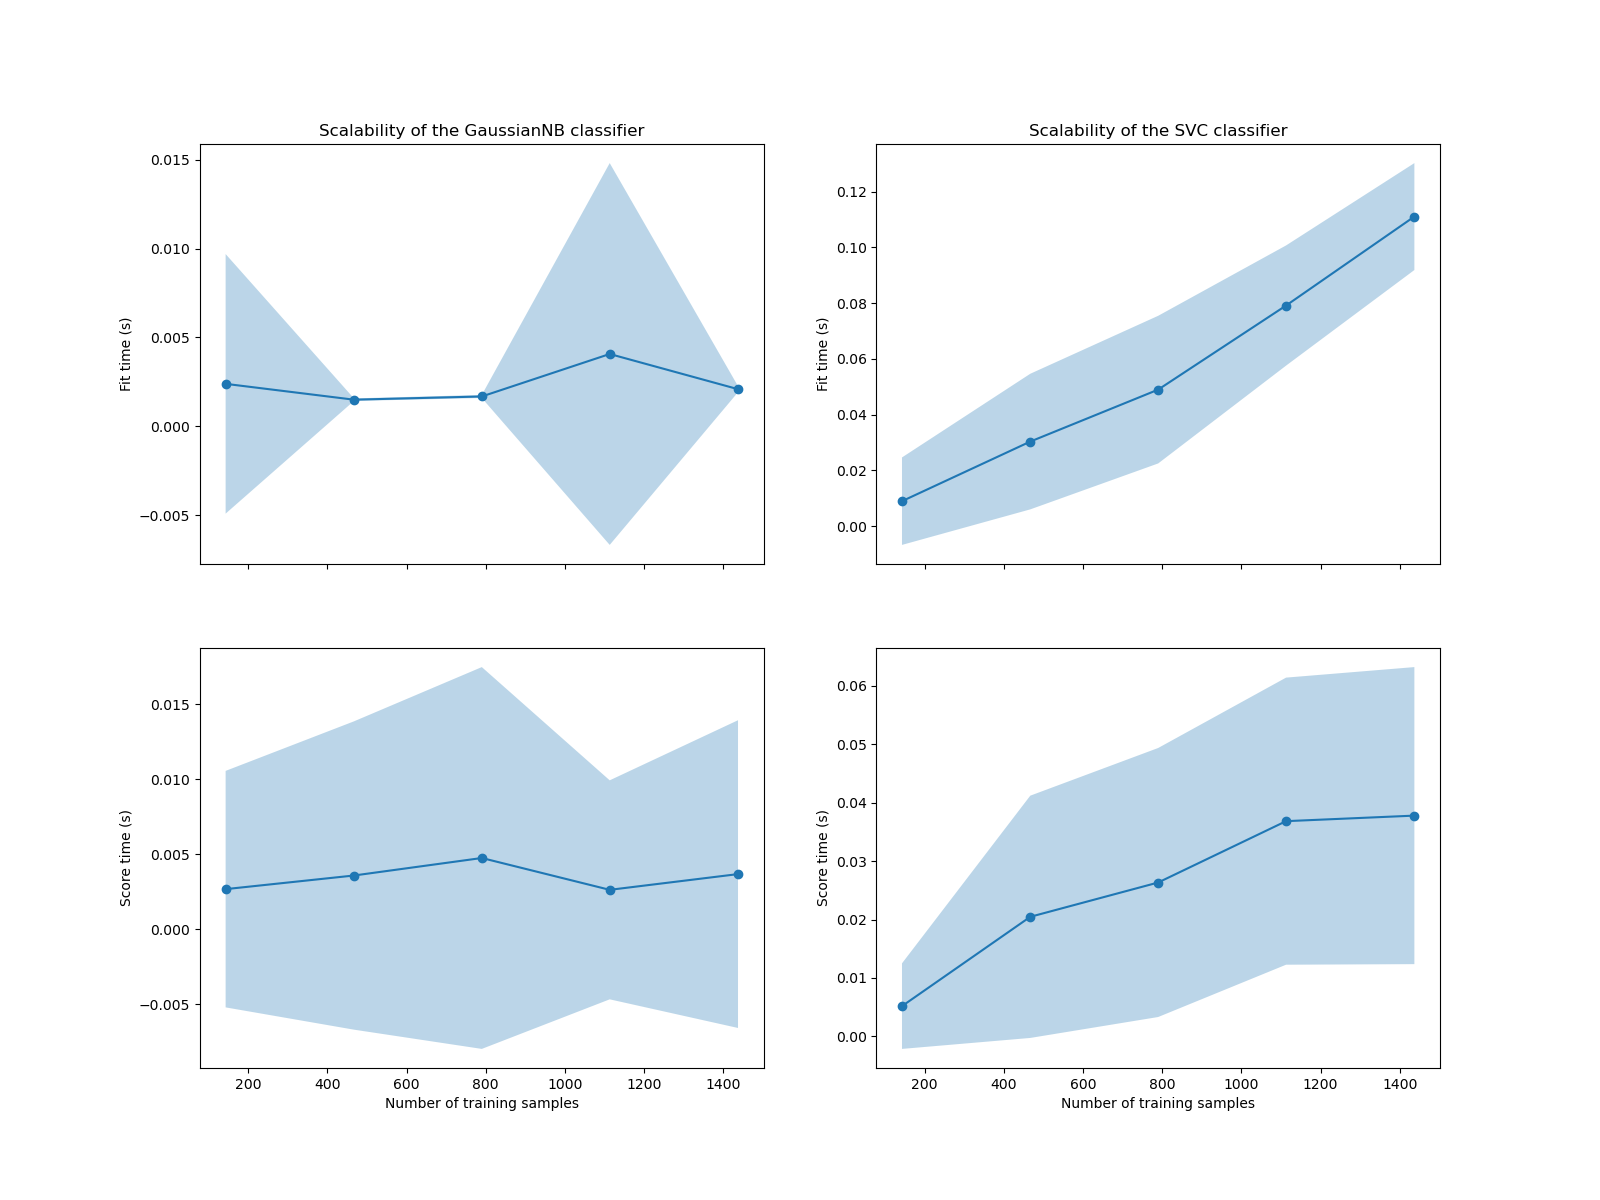 Scalability of the GaussianNB classifier
0.015
0.010
0.005
0.000
−0.005
Fit time (s)
Scalability of the SVC classifier
0.12
0.10
0.08
0.06
0.04
0.02
0.00
Fit time (s)
0.015
0.010
0.005
0.000
−0.005
Score time (s)
200 400 600 800 1000 1200 1400
Number of training samples
0.06
0.05
0.04
0.03
0.02
0.01
0.00
Score time (s)
200 400 600 800 1000 1200 1400
Number of training samples